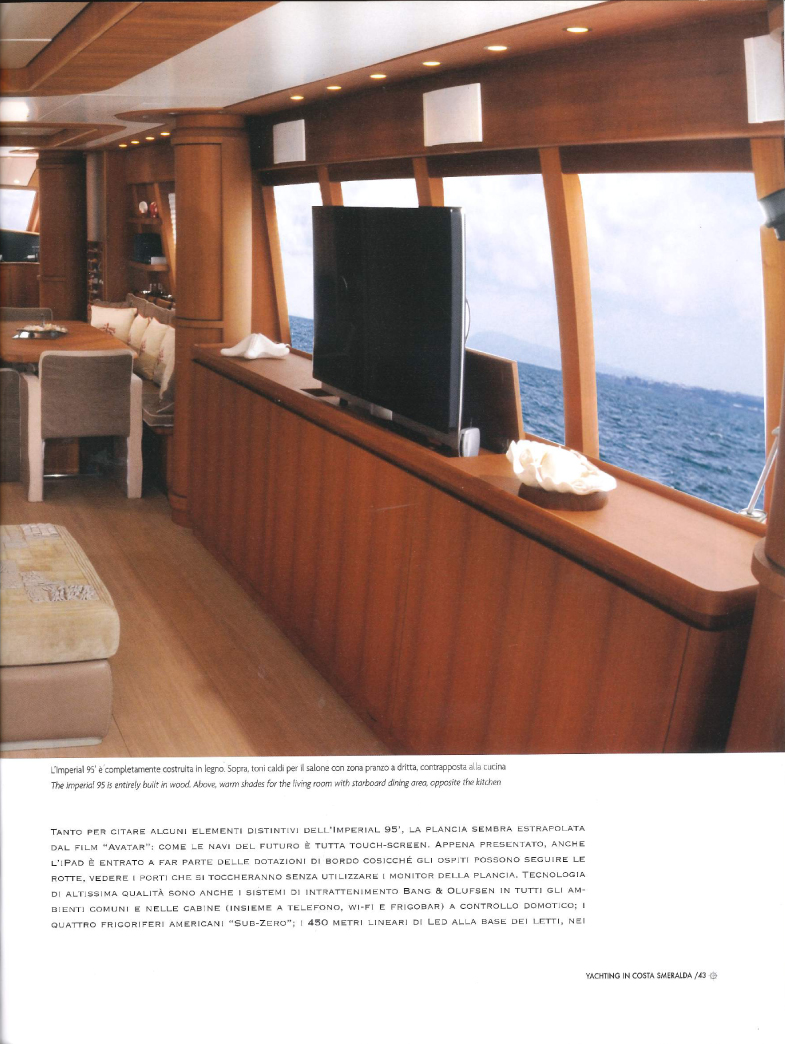 L'Imperial 95' è completamente costruita in legno. Sopra, toni caldi per il salone con zona pranzo a dritta, contrapposta alla cucina
The Imperial 95 is entirely built in wood. Above, warm shades for the living room with starboard dining area, opposite the kitchen
TANTO PER CITARE ALCUNI ELEMENTI DISTINTIVI DELL'IMPERIAL 95', LA PLANCIA SEMBRA ESTRAFOLATA
DAL FILM "AVATAR": COME LE NAVI DEL FUTURO È TUTTA TOUCH-SCREEN. APPENA PRESENTATO, ANCHE
L'IPAD È ENTRATO A FAR PARTE DELLE DOTAZIONI DI BORDO COSICCHÉ GLI OSPITI POSSONO SEGUIRE LE
ROTTE, VEDERE I PORTI CHE SI TOCCHERANNO SENZA UTILIZZARE I MONITOR DELLA PLANCIA. TECNOLOGIA
DI ALTISSIMA QUALITÀ SONO ANCHE I SISTEMI DI INTRATTENIMENTO BANG & OLUFSEN IN TUTTI GLI AM-
BIENTI COMUNI E NELLE CABINE (INSIEME A TELEFONO, WI-FI E FRIGOBAR) A CONTROLLO DOMOTICO; I
QUATTRO FRIGORIFERI AMERICANI "SUB-ZERO"; I 450 METRI LINEARI DI LED ALLA BASE DEI LETTI, NEI
YACHTING IN COSTA SMERALDA /43